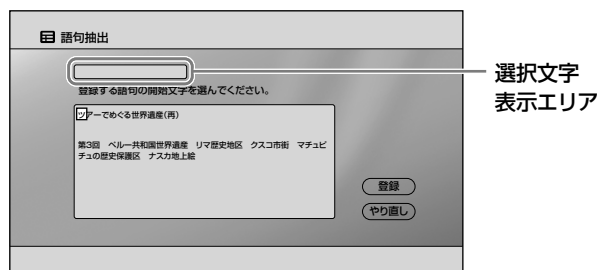 語句抽出
選択文字
表示エリア
登録する語句の開始文字を選んでください。
ツアーでめぐる世界遺産(再)
第3回　ペルー共和国世界遺産　リマ歴史地区　クスコ市街　マチュピ
チュの歴史保護区　ナスカ地上絵
登録
やり直し